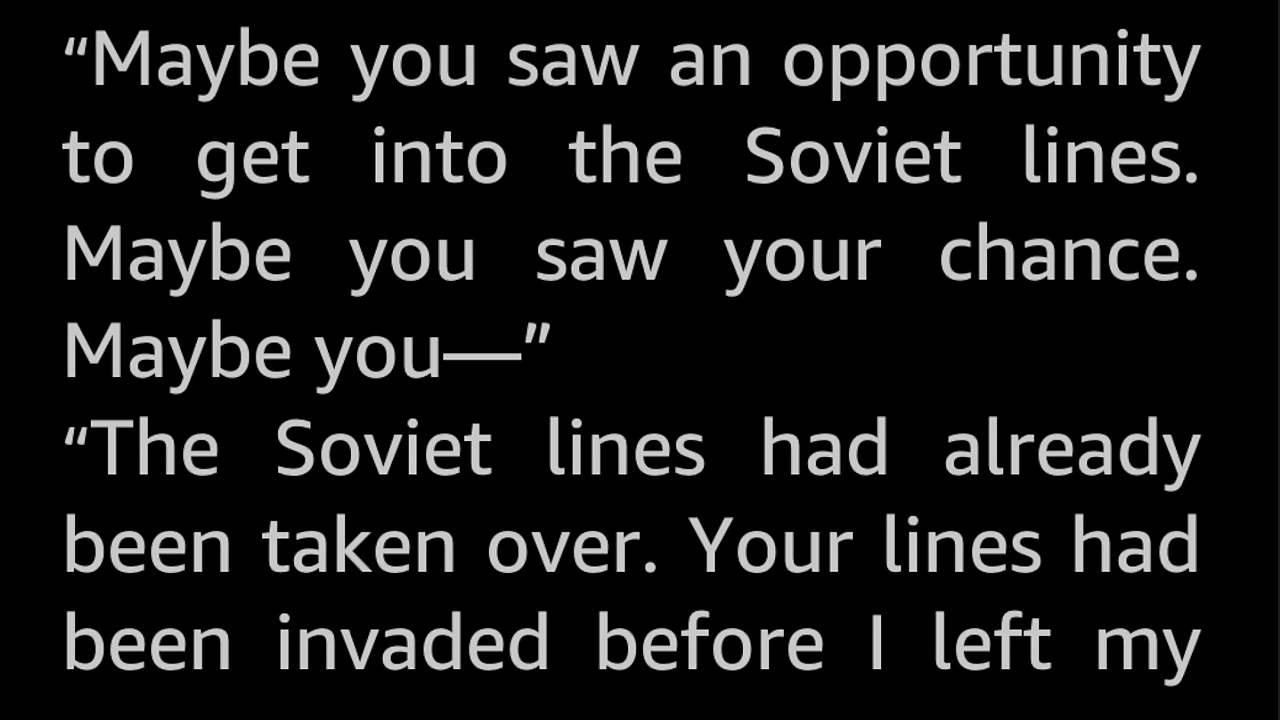 “Maybe you saw an opportunity
to get into the Soviet lines.
Maybe you saw your chance.
Maybe you—”
“The Soviet lines had already
been taken over. Your lines had
been invaded before I left my